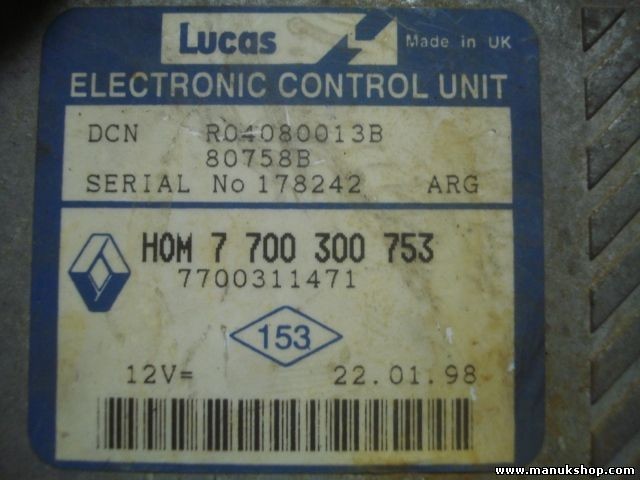 Lucas Made in UK
ELECTRONIC CONTROL UNIT
DCN R04080013B
80758B
SERIAL No 178242 ARG
HOM 7 700 300 753
7700311471
153
12V= 22.01.98
www.manukshop.com